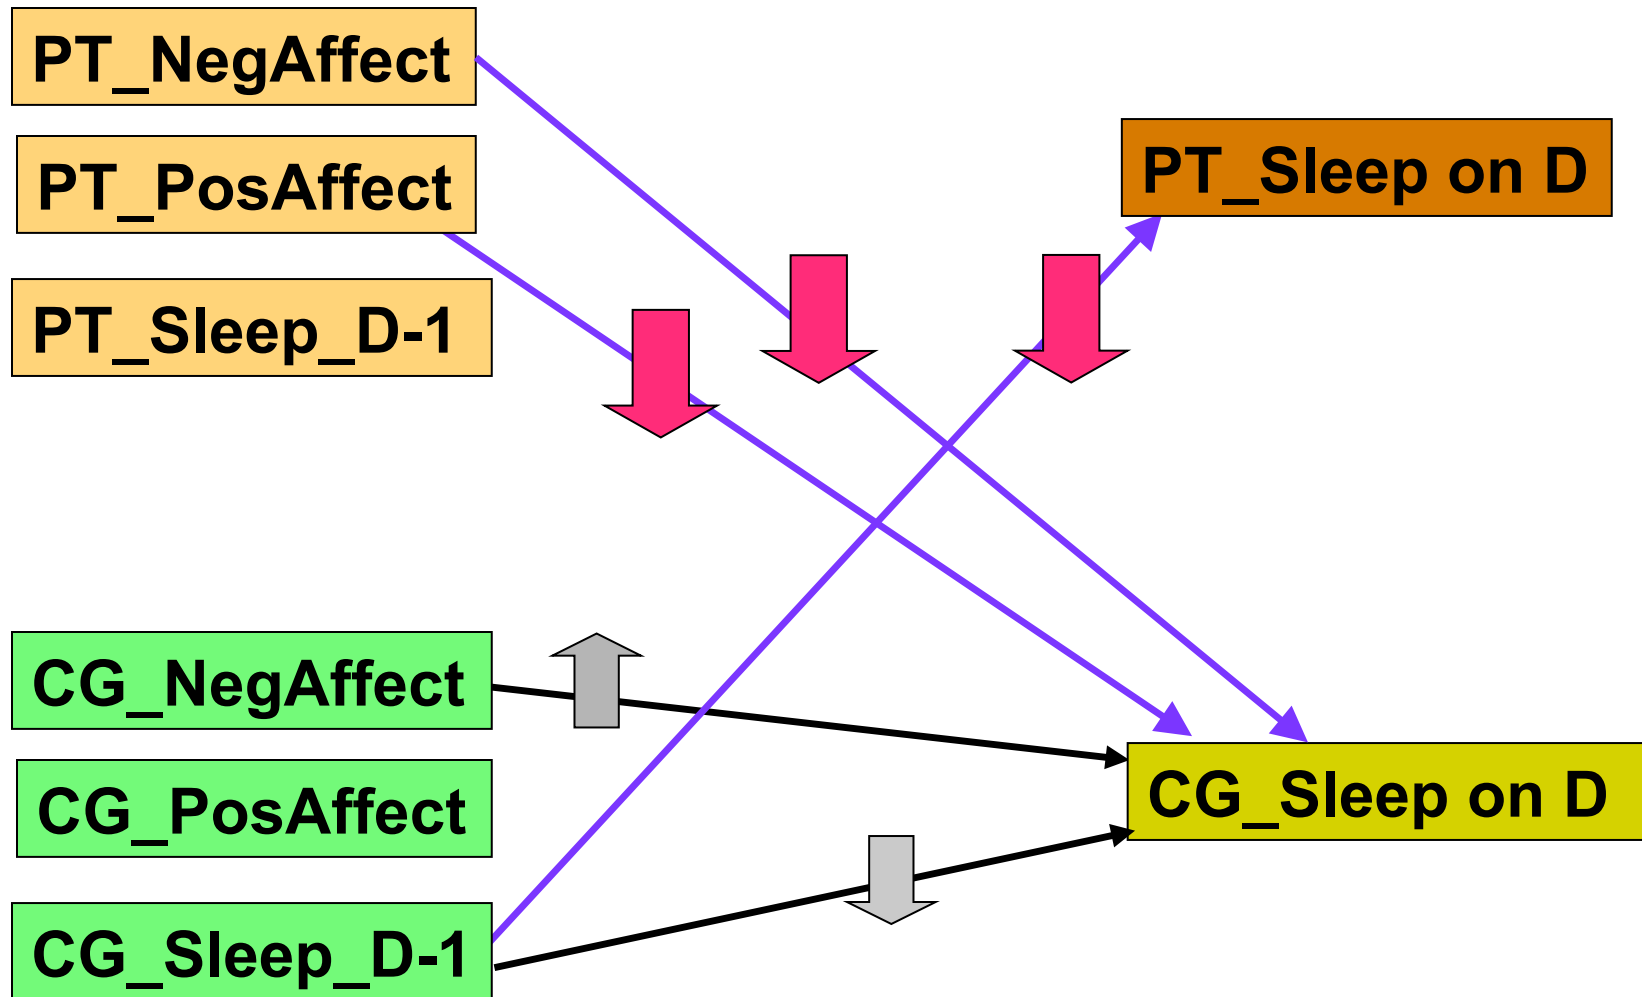 PT_NegAffect
PT_PosAffect
PT_Sleep on D
PT_Sleep_D-1
CG_NegAffect
CG_PosAffect
CG_Sleep on D
CG_Sleep_D-1